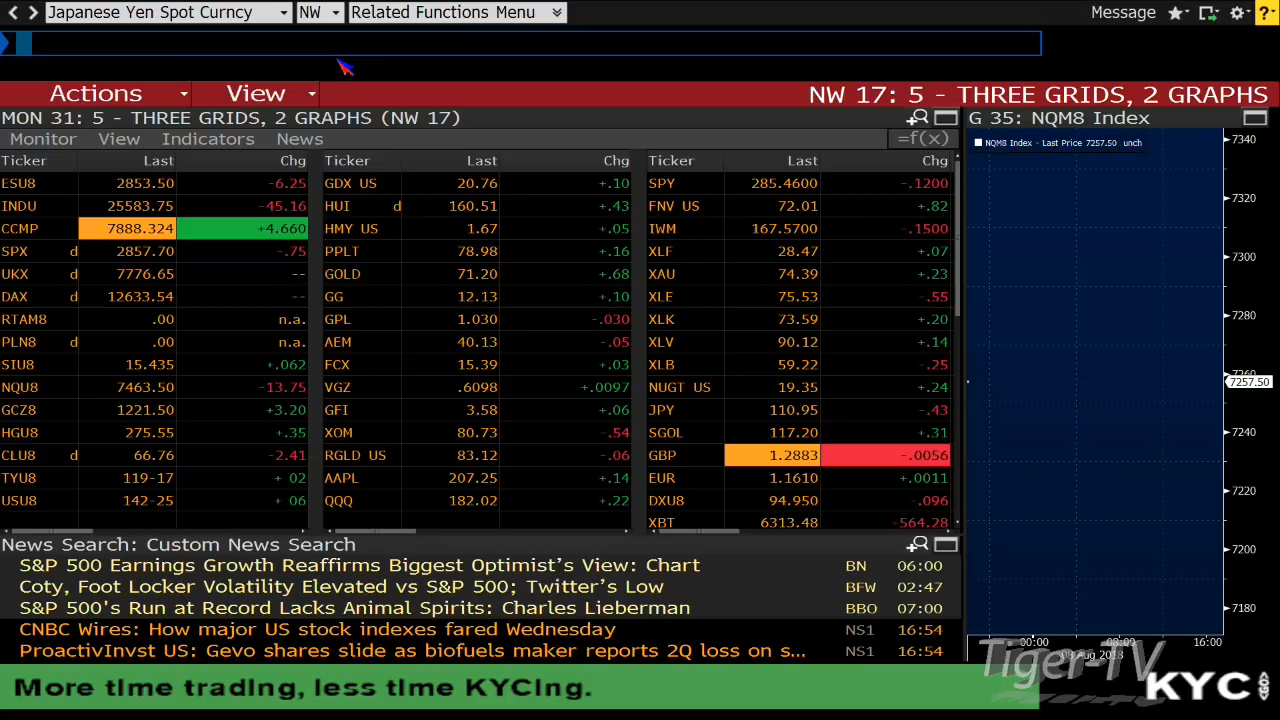 Japanese Yen Spot Curncy NW Related Functions Menu Message ?
Actions View NW 17: 5 - THREE GRIDS, 2 GRAPHS
MON 31: 5 - THREE GRIDS, 2 GRAPHS (NW 17) G 35: NQM8 Index
Monitor View Indicators News =f(x)
Ticker Last Chg Ticker Last Chg Ticker Last Chg
ESU8 2853.50 -6.25 GDX US 20.76 +.10 SPY 285.4600 -.1200
INDU 25583.75 -45.16 HUI d 160.51 +.43 FNV US 72.01 +.82
CCMP 7888.324 +4.660 HMY US 1.67 +.05 IWM 167.5700 -.1500
SPX d 2857.70 -.75 PPLT 78.98 +.16 XLF 28.47 +.07
UKX d 7776.65 -- GOLD 71.20 +.68 XAU 74.39 +.23
DAX d 12633.54 -- GG 12.13 +.10 XLE 75.53 -.55
RTAM8 .00 n.a. GPL 1.030 -.030 XLK 73.59 +.20
PLN8 d .00 n.a. AEM 40.13 -.05 XLV 90.12 +.14
SIU8 15.435 +.062 FCX 15.39 +.03 XLB 59.22 -.25
NQU8 7463.50 -13.75 VGZ .6098 +.0097 NUGT US 19.35 +.24
GCZ8 1221.50 +3.20 GFI 3.58 +.06 JPY 110.95 -.43
HGU8 275.55 +.35 XOM 80.73 -.54 SGOL 117.20 +.31
CLU8 d 66.76 -2.41 RGLD US 83.12 -.06 GBP 1.2883 -.0056
TYU8 119-17 + 02 AAPL 207.25 +.14 EUR 1.1610 +.0011
USU8 142-25 + 06 QQQ 182.02 +.22 DXU8 94.950 -.096
XBT 6313.48 -564.28
NQM8 Index - Last Price 7257.50 unch
7340
7320
7300
7280
7260
7257.50
7240
7220
7200
7180
00:00 08:00 16:00
08 Aug 2018
News Search: Custom News Search
S&P 500 Earnings Growth Reaffirms Biggest Optimist's View: Chart BN 06:00
Coty, Foot Locker Volatility Elevated vs S&P 500; Twitter's Low BFW 02:47
S&P 500's Run at Record Lacks Animal Spirits: Charles Lieberman BBO 07:00
CNBC Wires: How major US stock indexes fared Wednesday NS1 16:54
ProactivInvst US: Gevo shares slide as biofuels maker reports 2Q loss on s... NS1 16:54
Tiger-TV
More time trading, less time KYCing.
KYC